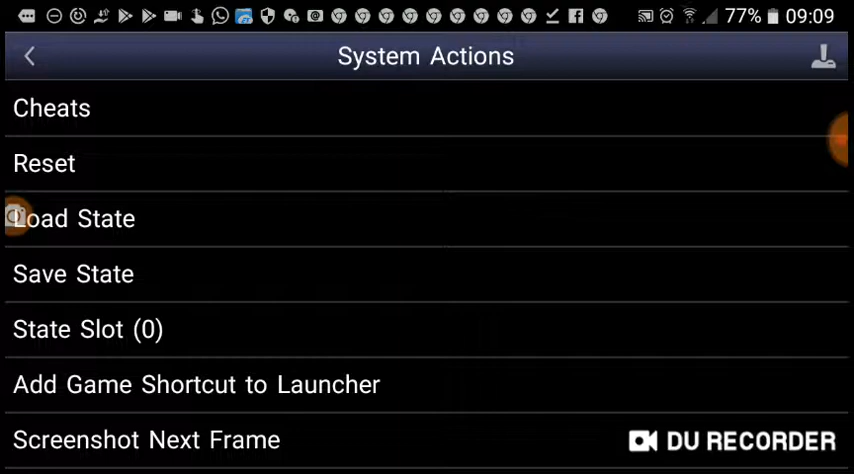 77% 09:09
System Actions
Cheats
Reset
Load State
Save State
State Slot (0)
Add Game Shortcut to Launcher
Screenshot Next Frame
DU RECORDER